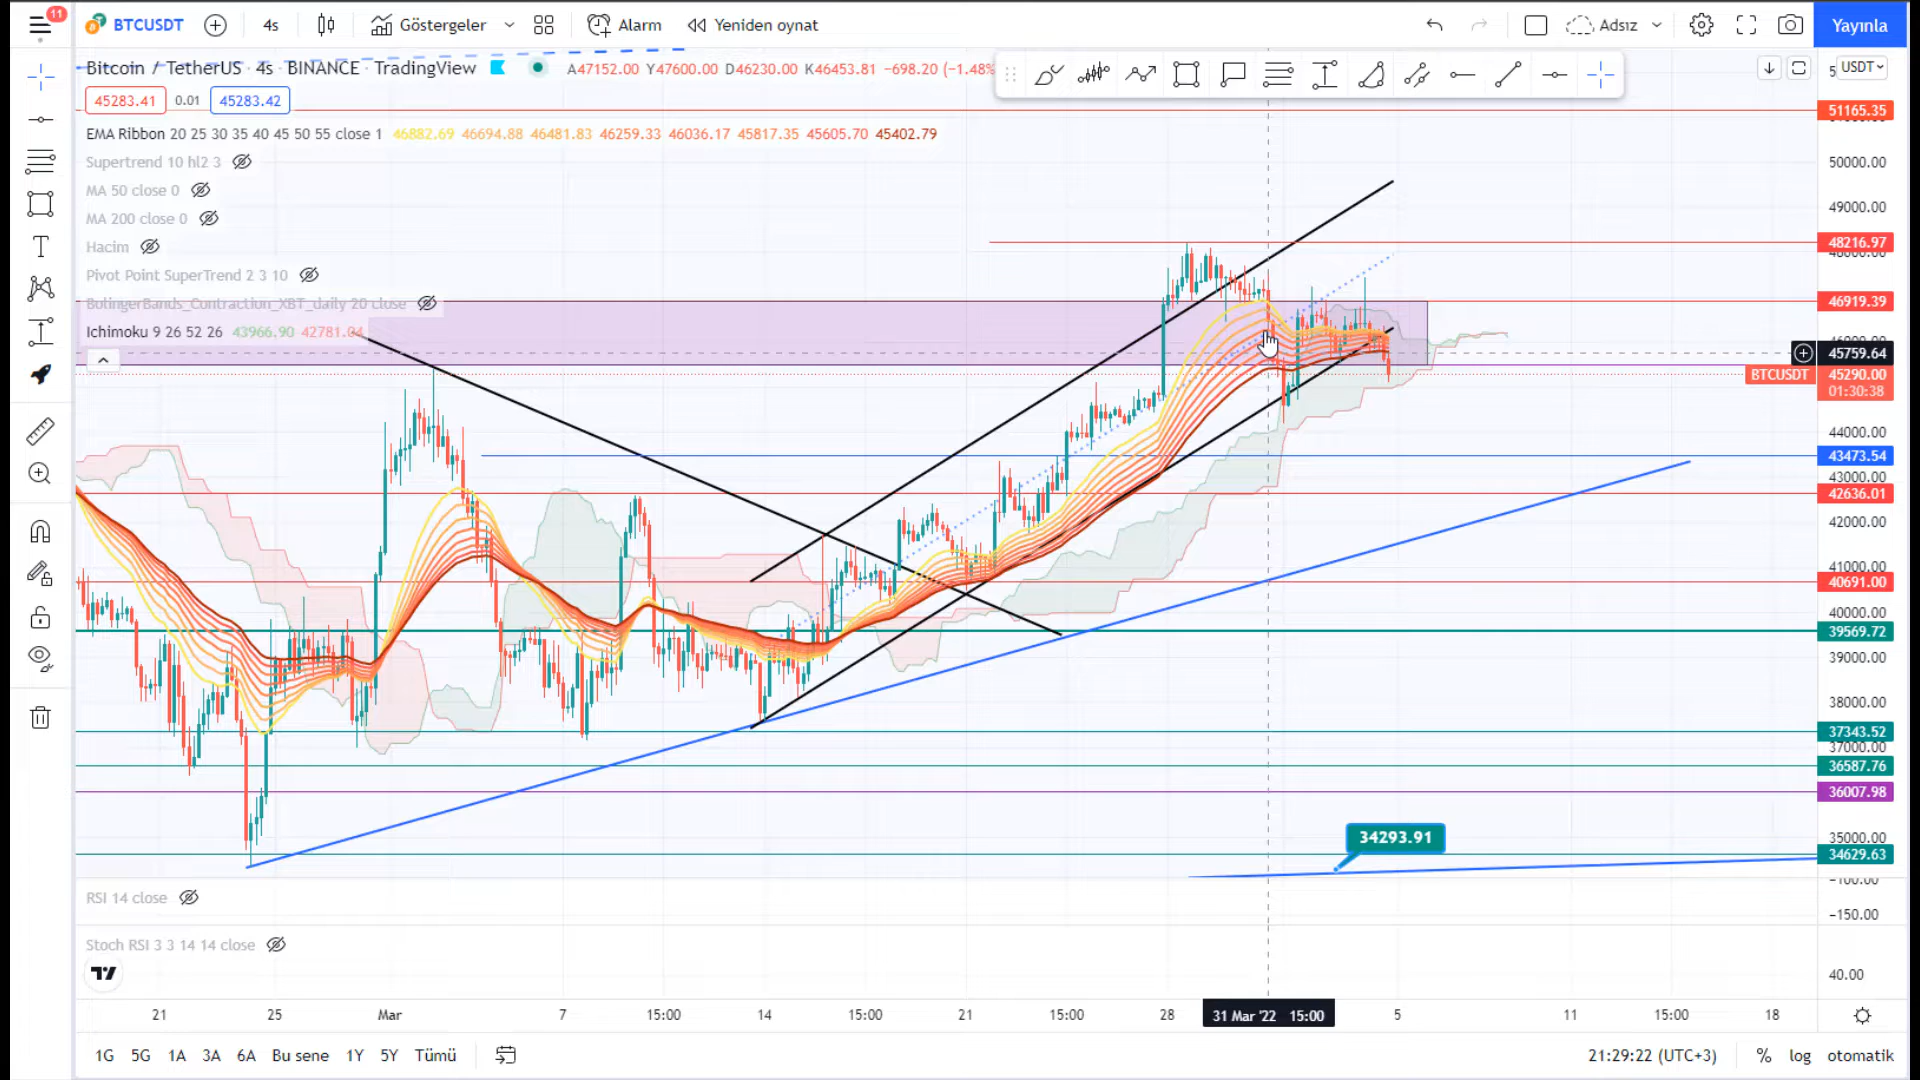 11
BTCUSDT
4s
Göstergeler
Alarm
Yeniden oynat
Adsız
Yayınla
Bitcoin / TetherUS · 4s · BINANCE · TradingView
A47152.00 Y47600.00 D46230.00 K46453.81 −698.20 (−1.48%
USDT
45283.41 0.01 45283.42
51165.35
EMA Ribbon 20 25 30 35 40 45 50 55 close 1 46882.69 46694.88 46481.83 46259.33 46036.17 45817.35 45605.70 45402.79
Supertrend 10 hl2 3
50000.00
MA 50 close 0
49000.00
MA 200 close 0
48216.97
Hacim
Pivot Point SuperTrend 2 3 10
BolingerBands_Contraction_XBT_daily 20 close
46919.39
Ichimoku 9 26 52 26 43966.90 42781.04
45759.64
BTCUSDT 45290.00
01:30:38
44000.00
43473.54
43000.00
42636.01
42000.00
41000.00
40691.00
40000.00
39569.72
39000.00
38000.00
37343.52
37000.00
36587.76
36007.98
35000.00
34293.91
34629.63
−100.00
RSI 14 close
−150.00
Stoch RSI 3 3 14 14 close
40.00
21 25 Mar 7 15:00 14 15:00 21 15:00 28 31 Mar '22 15:00 5 11 15:00 18
1G 5G 1A 3A 6A Bu sene 1Y 5Y Tümü
21:29:22 (UTC+3) % log otomatik